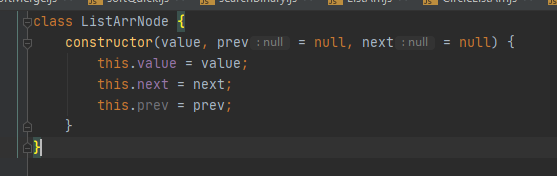 class ListArrNode {
constructor(value, prev :null = null, next :null = null) {
this.value = value;
this.next = next;
this.prev = prev;
}
}